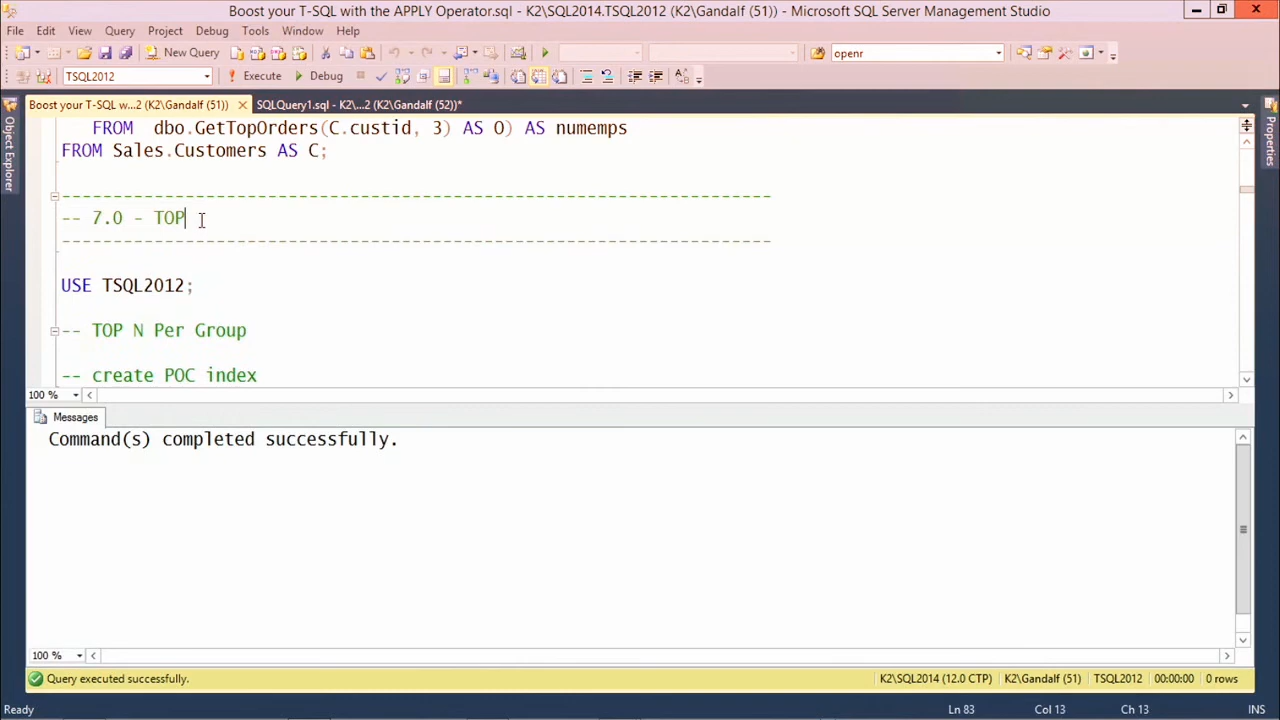 Boost your T-SQL with the APPLY Operator.sql - K2\SQL2014.TSQL2012 (K2\Gandalf (51)) - Microsoft SQL Server Management Studio
File Edit View Query Project Debug Tools Window Help
New Query openr
TSQL2012 Execute Debug
Boost your T-SQL w...2 (K2\Gandalf (51)) SQLQuery1.sql - K2\...2 (K2\Gandalf (52))*
Object Explorer
Properties
FROM dbo.GetTopOrders(C.custid, 3) AS O) AS numemps
FROM Sales.Customers AS C;
---------------------------------------------------------------------
-- 7.0 - TOP
---------------------------------------------------------------------
USE TSQL2012;
-- TOP N Per Group
-- create POC index
100 %
Messages
Command(s) completed successfully.
100 %
Query executed successfully. K2\SQL2014 (12.0 CTP) K2\Gandalf (51) TSQL2012 00:00:00 0 rows
Ready Ln 83 Col 13 Ch 13 INS